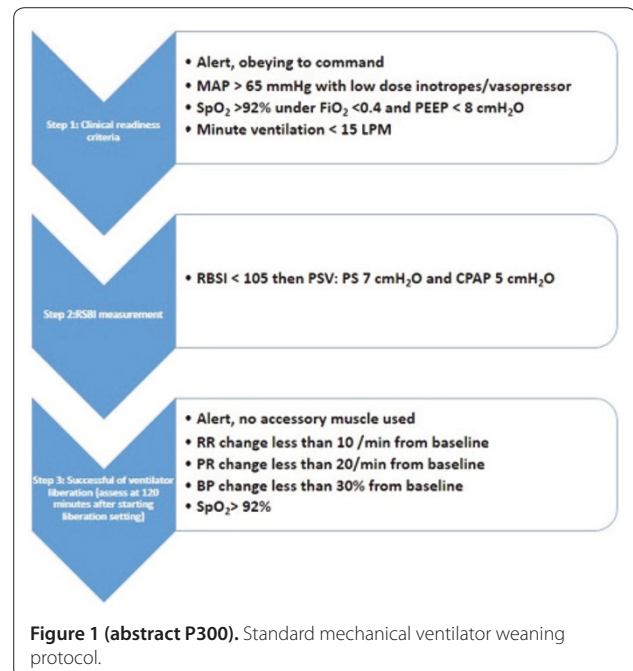 Step 1: Clinical readiness
criteria
• Alert, obeying to command
• MAP > 65 mmHg with low dose inotropes/vasopressor
• SpO₂ >92% under FiO₂ <0.4 and PEEP < 8 cmH₂O
• Minute ventilation < 15 LPM
Step 2:RSBI measurement
• RBSI < 105 then PSV: PS 7 cmH₂O and CPAP 5 cmH₂O
Step 3: Successful of ventilator
liberation (assess at 120
minutes after starting
liberation setting)
• Alert, no accessory muscle used
• RR change less than 10 /min from baseline
• PR change less than 20/min from baseline
• BP change less than 30% from baseline
• SpO₂> 92%
Figure 1 (abstract P300). Standard mechanical ventilator weaning
protocol.